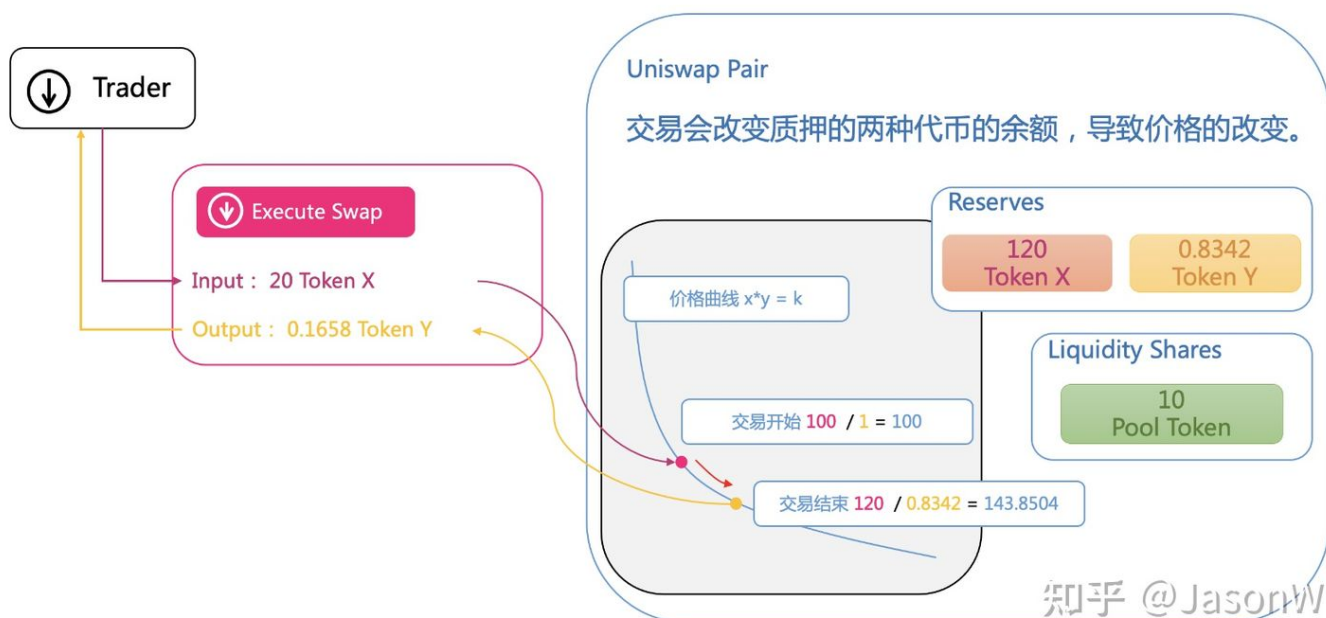 Trader
Execute Swap
Input : 20 Token X
Output : 0.1658 Token Y
Uniswap Pair
交易会改变质押的两种代币的余额，导致价格的改变。
Reserves
120
Token X
0.8342
Token Y
价格曲线 x*y = k
Liquidity Shares
10
Pool Token
交易开始 100 / 1 = 100
交易结束 120 / 0.8342 = 143.8504
知乎 @JasonW